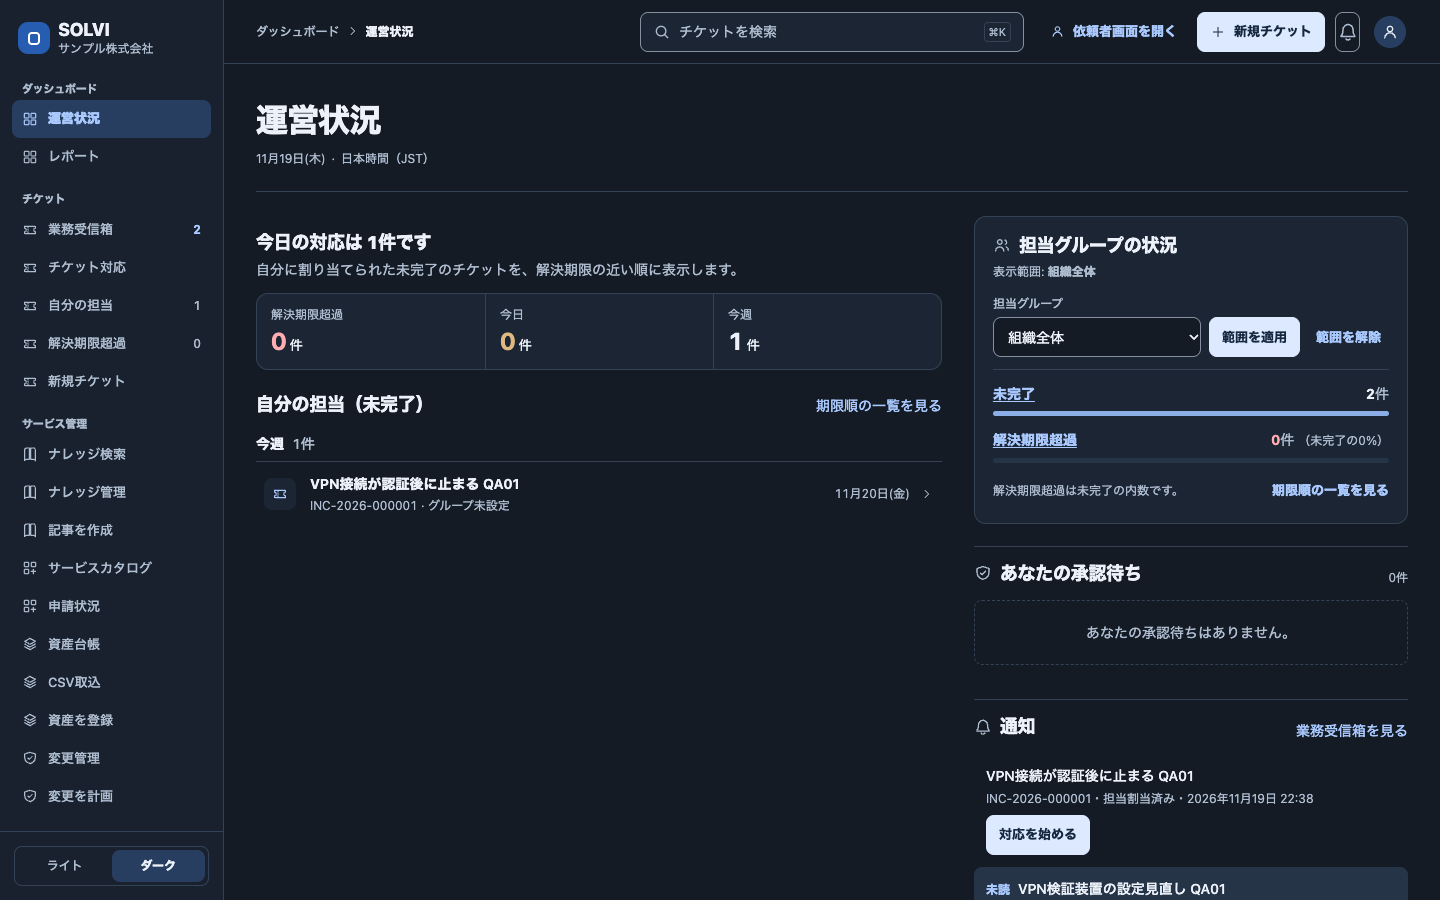 SOLVI
サンプル株式会社
ダッシュボード
運営状況
レポート
チケット
業務受信箱 2
チケット対応
自分の担当 1
解決期限超過 0
新規チケット
サービス管理
ナレッジ検索
ナレッジ管理
記事を作成
サービスカタログ
申請状況
資産台帳
CSV取込
資産を登録
変更管理
変更を計画
ライト ダーク
ダッシュボード 運営状況
チケットを検索 ⌘K
依頼者画面を開く
新規チケット
運営状況
11月19日(木) · 日本時間（JST）
今日の対応は 1件です
自分に割り当てられた未完了のチケットを、解決期限の近い順に表示します。
解決期限超過 今日 今週
0 件 0 件 1 件
自分の担当（未完了） 期限順の一覧を見る
今週 1件
VPN接続が認証後に止まる QA01
INC-2026-000001 · グループ未設定
11月20日(金)
担当グループの状況
表示範囲: 組織全体
担当グループ
組織全体 範囲を適用 範囲を解除
未完了 2件
解決期限超過 0件 （未完了の0%）
解決期限超過は未完了の内数です。 期限順の一覧を見る
あなたの承認待ち 0件
あなたの承認待ちはありません。
通知 業務受信箱を見る
VPN接続が認証後に止まる QA01
INC-2026-000001・担当割当済み・2026年11月19日 22:38
対応を始める
未読 VPN検証装置の設定見直し QA01